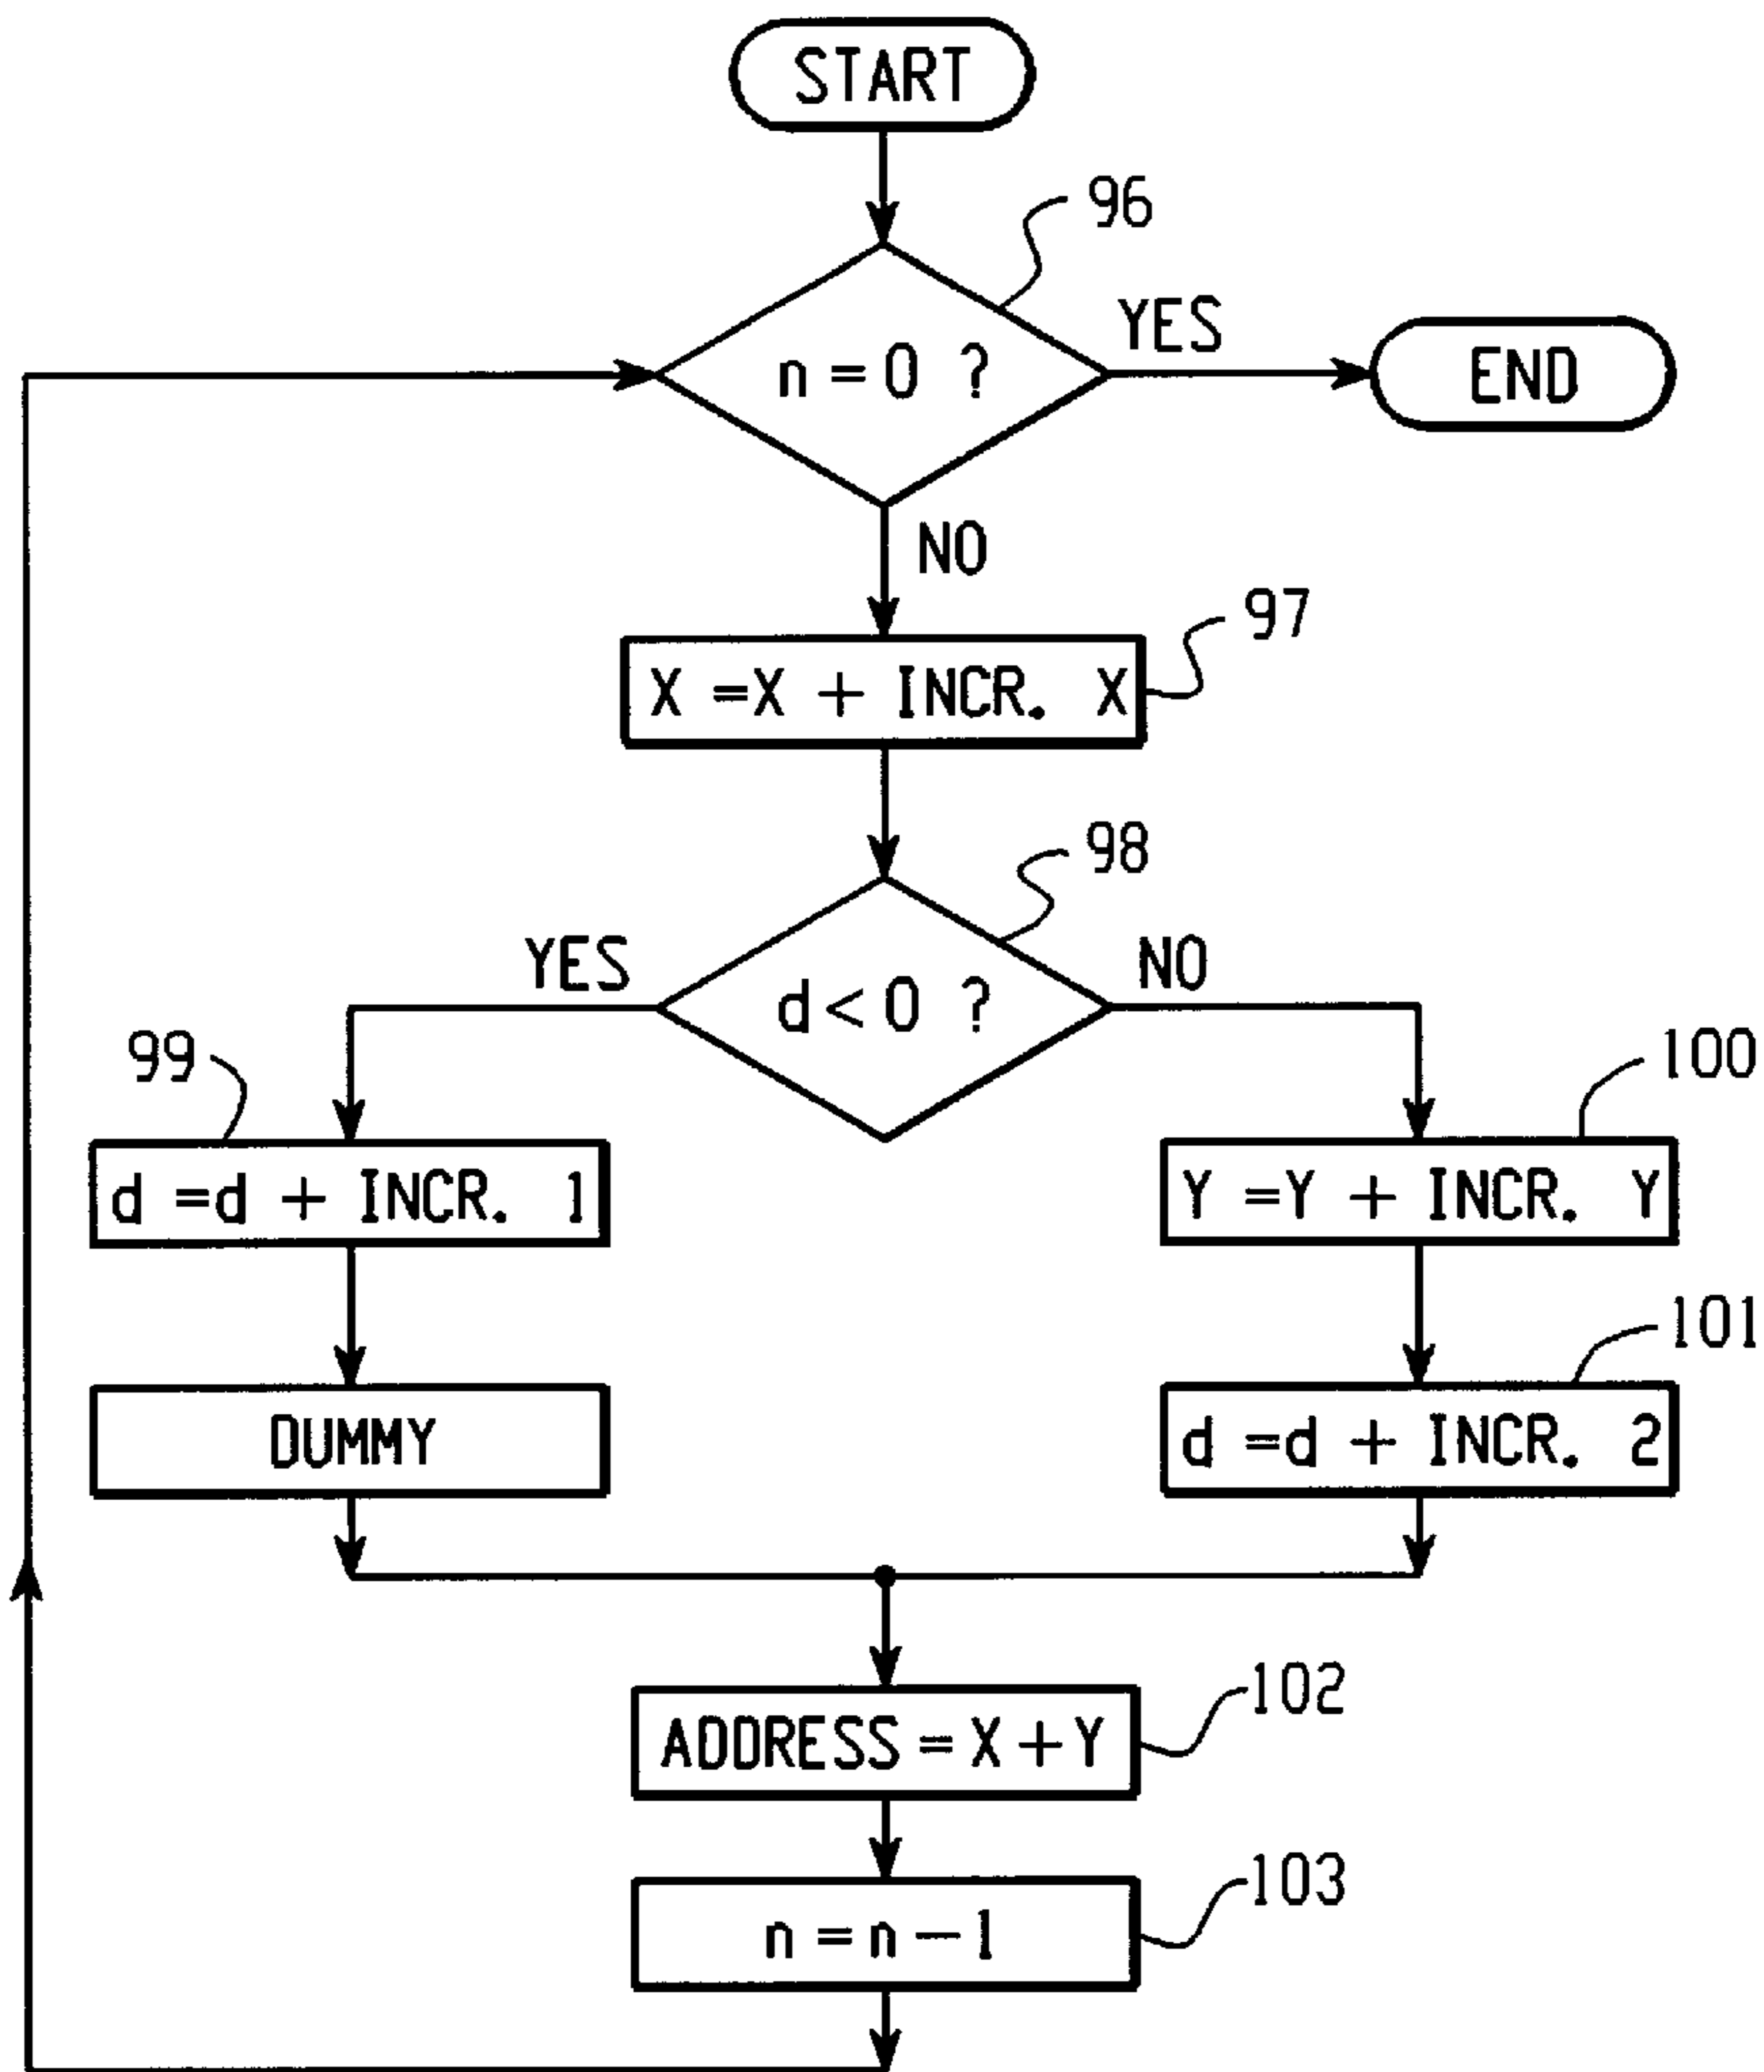 START
96
YES
n=0 ?
END
NO
97
X =X + INCR. X
98
YES
NO
d<0 ?
99
100
d =d + INCR. 1
Y =Y + INCR. Y
101
DUMMY
d =d + INCR. 2
102
ADDRESS=X+Y
103
n=n-1